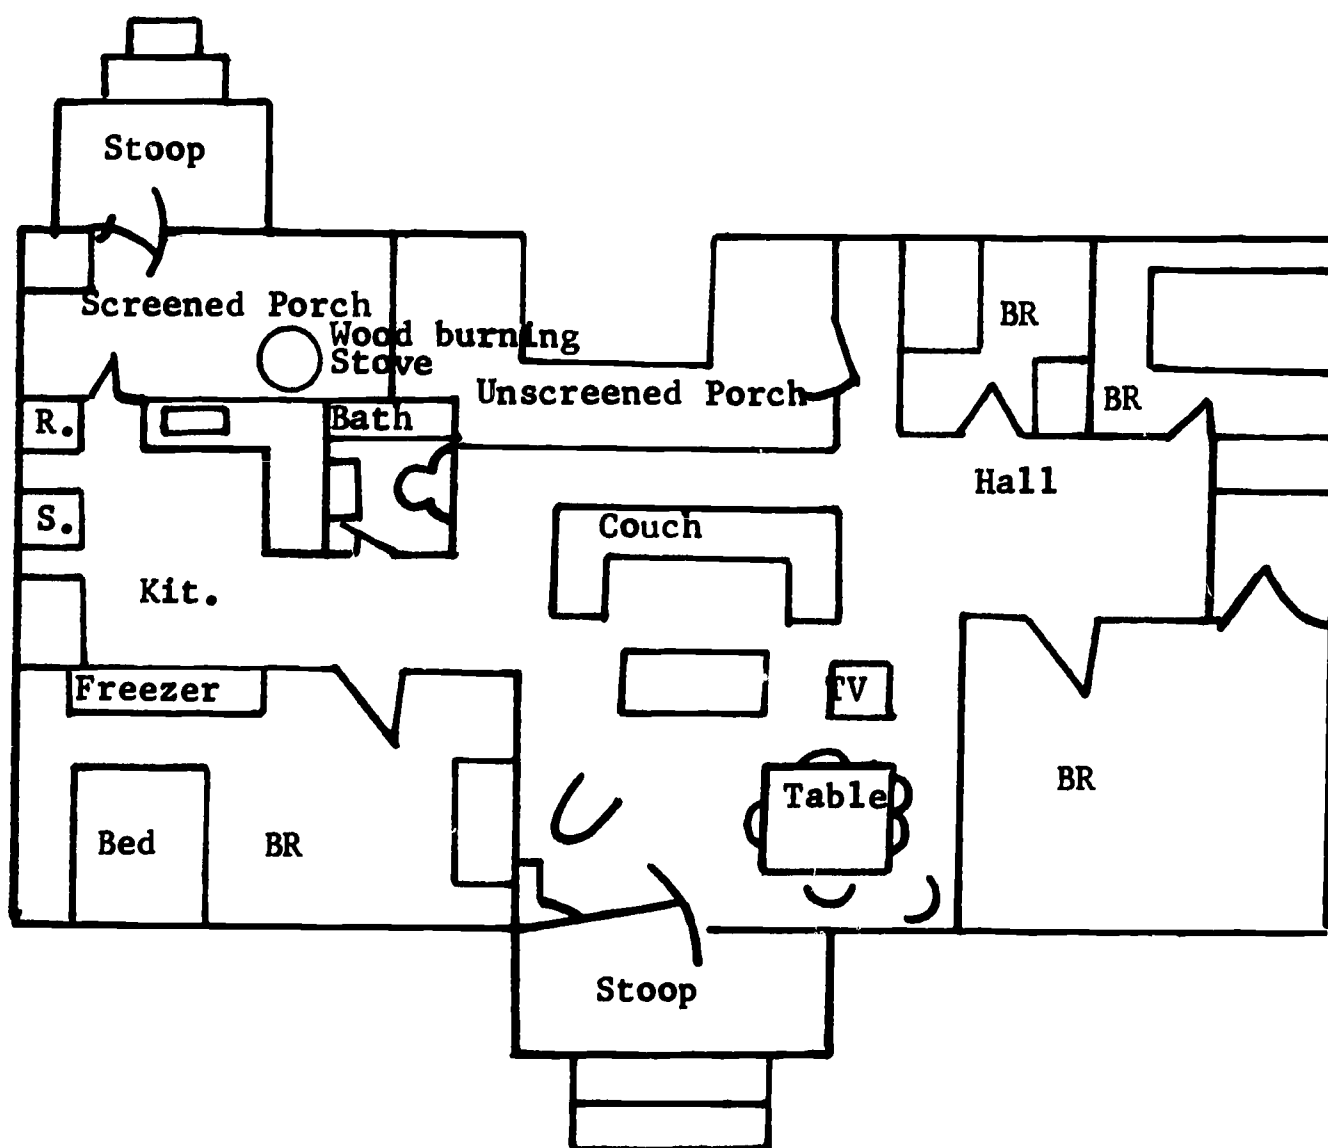 Stoop
Screened Porch
Wood burning
Stove
BR
Unscreened Porch
BR
R.
Bath
Hall
S.
Couch
Kit.
Freezer
TV
BR
Table
Bed
BR
Stoop